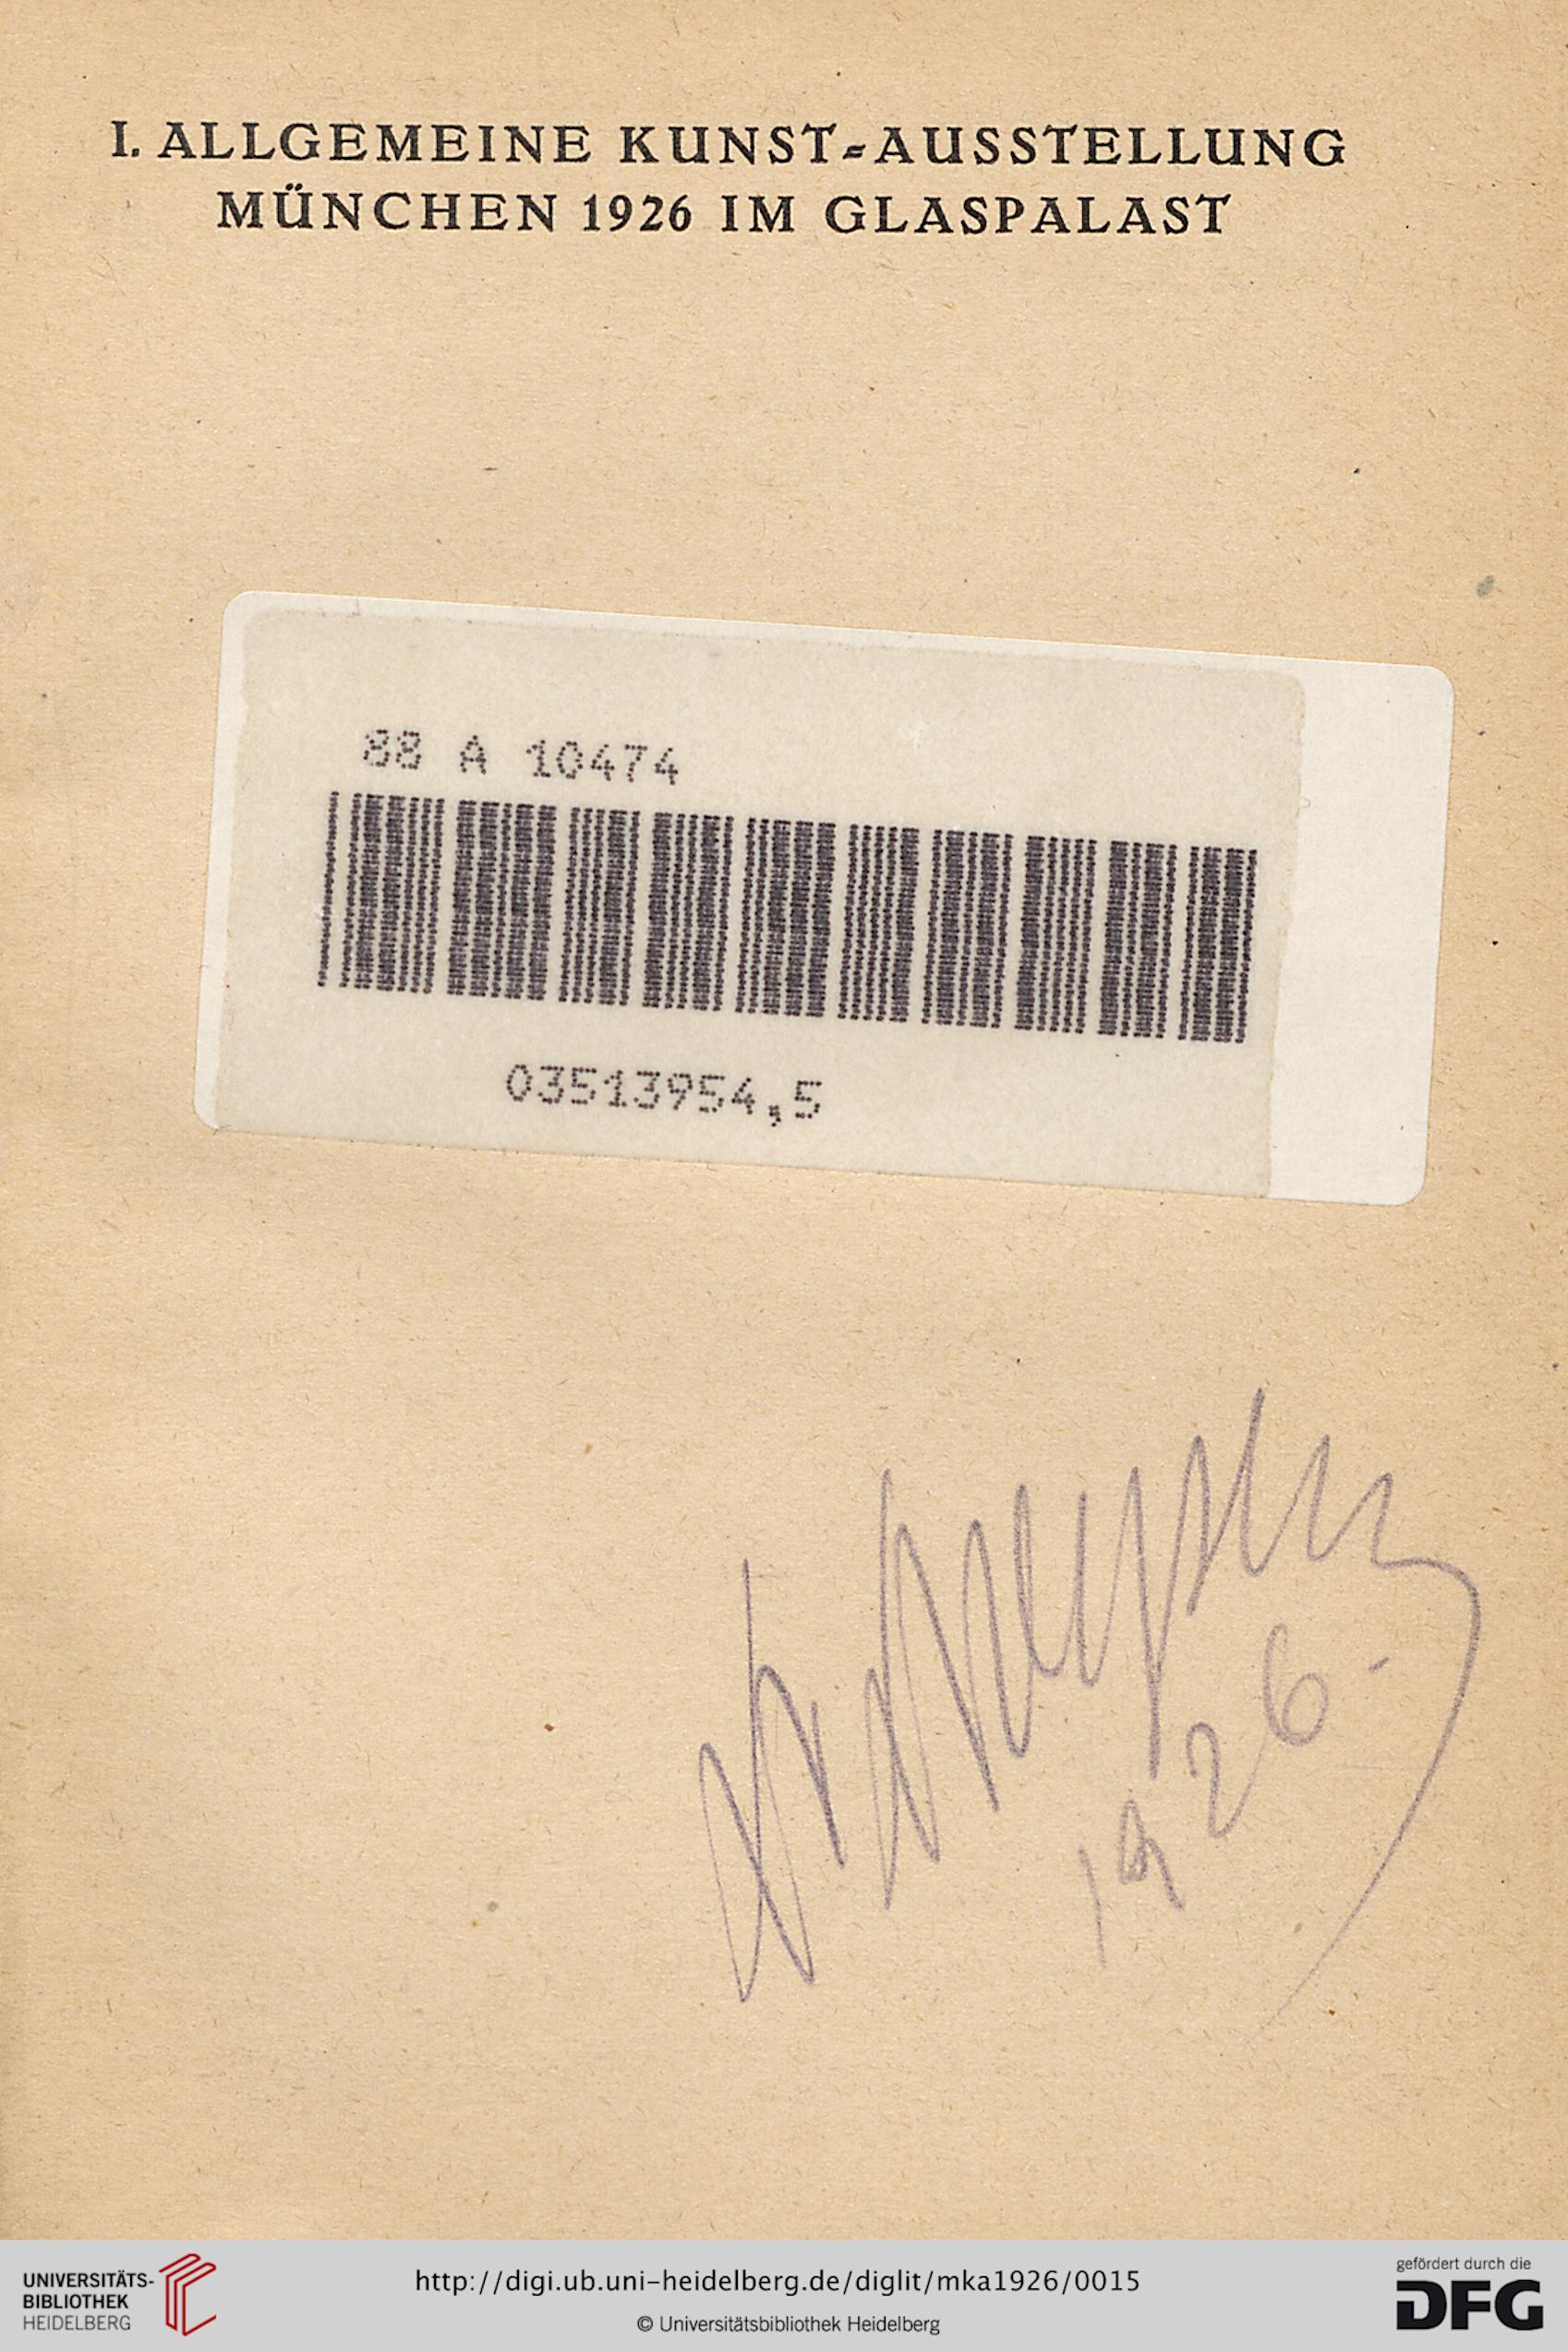 I. ALLGEMEINE KUNST-AUSSTELLUNG
MÜNCHEN 1926 IM GLASPALAST
88 A 10474
03513954,5
1926.
UNIVERSITÄTS-
BIBLIOTHEK
HEIDELBERG
http://digi.ub.uni-heidelberg.de/diglit/mka1926/0015
© Universitätsbibliothek Heidelberg
gefördert durch die
DFG